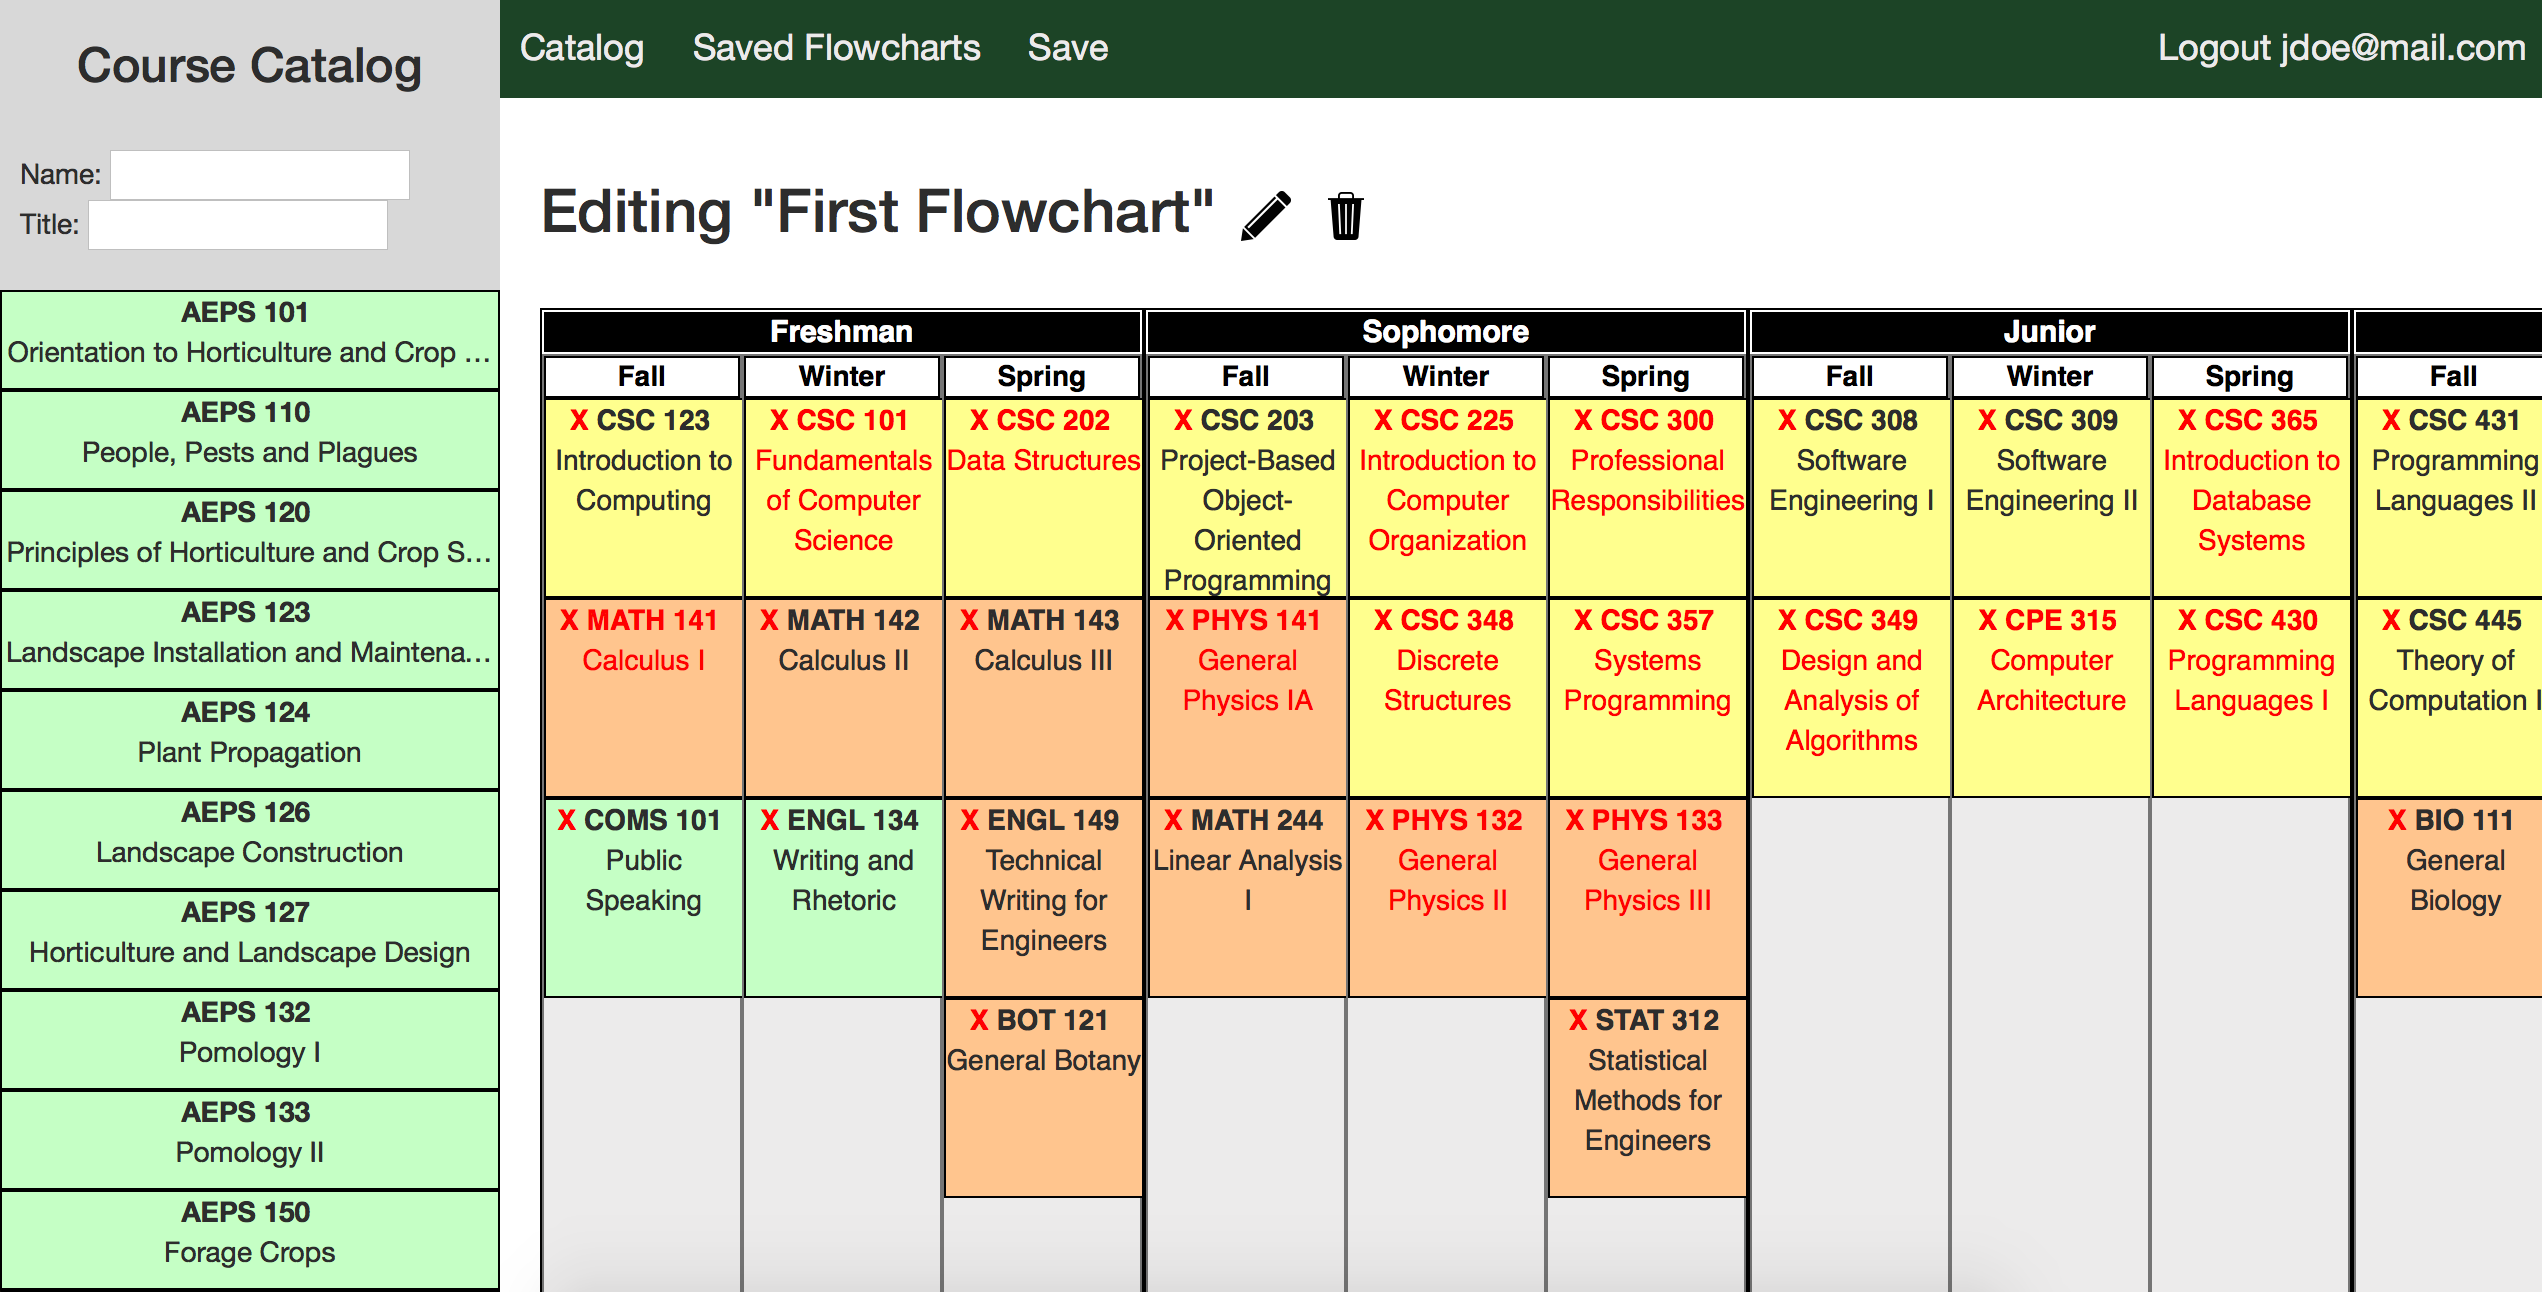 Course Catalog
Name:
Title:
AEPS 101
Orientation to Horticulture and Crop ...
AEPS 110
People, Pests and Plagues
AEPS 120
Principles of Horticulture and Crop S...
AEPS 123
Landscape Installation and Maintena...
AEPS 124
Plant Propagation
AEPS 126
Landscape Construction
AEPS 127
Horticulture and Landscape Design
AEPS 132
Pomology I
AEPS 133
Pomology II
AEPS 150
Forage Crops
Catalog Saved Flowcharts Save Logout jdoe@mail.com
Editing "First Flowchart"
Freshman
Fall Winter Spring
X CSC 123
Introduction to
Computing
X CSC 101
Fundamentals
of Computer
Science
X CSC 202
Data Structures
X MATH 141
Calculus I
X MATH 142
Calculus II
X MATH 143
Calculus III
X COMS 101
Public
Speaking
X ENGL 134
Writing and
Rhetoric
X ENGL 149
Technical
Writing for
Engineers
X BOT 121
General Botany
Sophomore
Fall Winter Spring
X CSC 203
Project-Based
Object-
Oriented
Programming
X CSC 225
Introduction to
Computer
Organization
X CSC 300
Professional
Responsibilities
X PHYS 141
General
Physics IA
X CSC 348
Discrete
Structures
X CSC 357
Systems
Programming
X MATH 244
Linear Analysis
I
X PHYS 132
General
Physics II
X PHYS 133
General
Physics III
X STAT 312
Statistical
Methods for
Engineers
Junior
Fall Winter Spring
X CSC 308
Software
Engineering I
X CSC 309
Software
Engineering II
X CSC 365
Introduction to
Database
Systems
X CSC 349
Design and
Analysis of
Algorithms
X CPE 315
Computer
Architecture
X CSC 430
Programming
Languages I
Fall
X CSC 431
Programming
Languages II
X CSC 445
Theory of
Computation I
X BIO 111
General
Biology